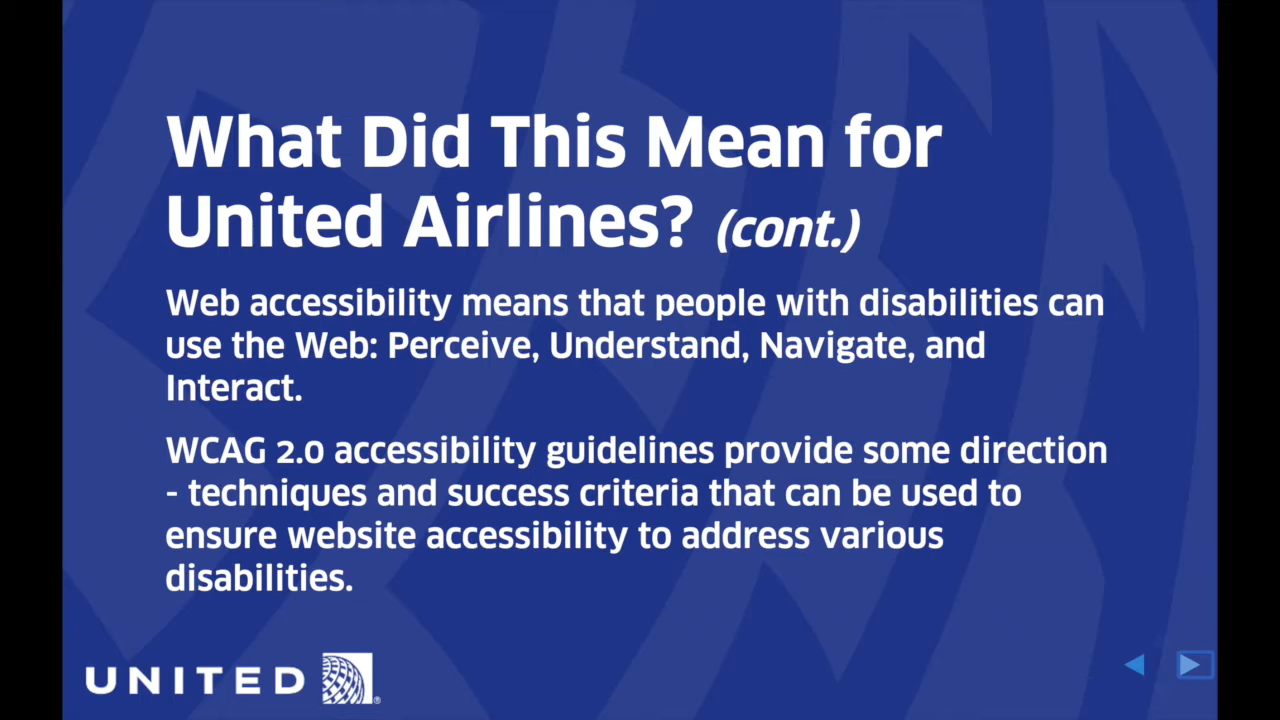 What Did This Mean for
United Airlines? (cont.)
Web accessibility means that people with disabilities can
use the Web: Perceive, Understand, Navigate, and
Interact.
WCAG 2.0 accessibility guidelines provide some direction
- techniques and success criteria that can be used to
ensure website accessibility to address various
disabilities.
UNITED ®